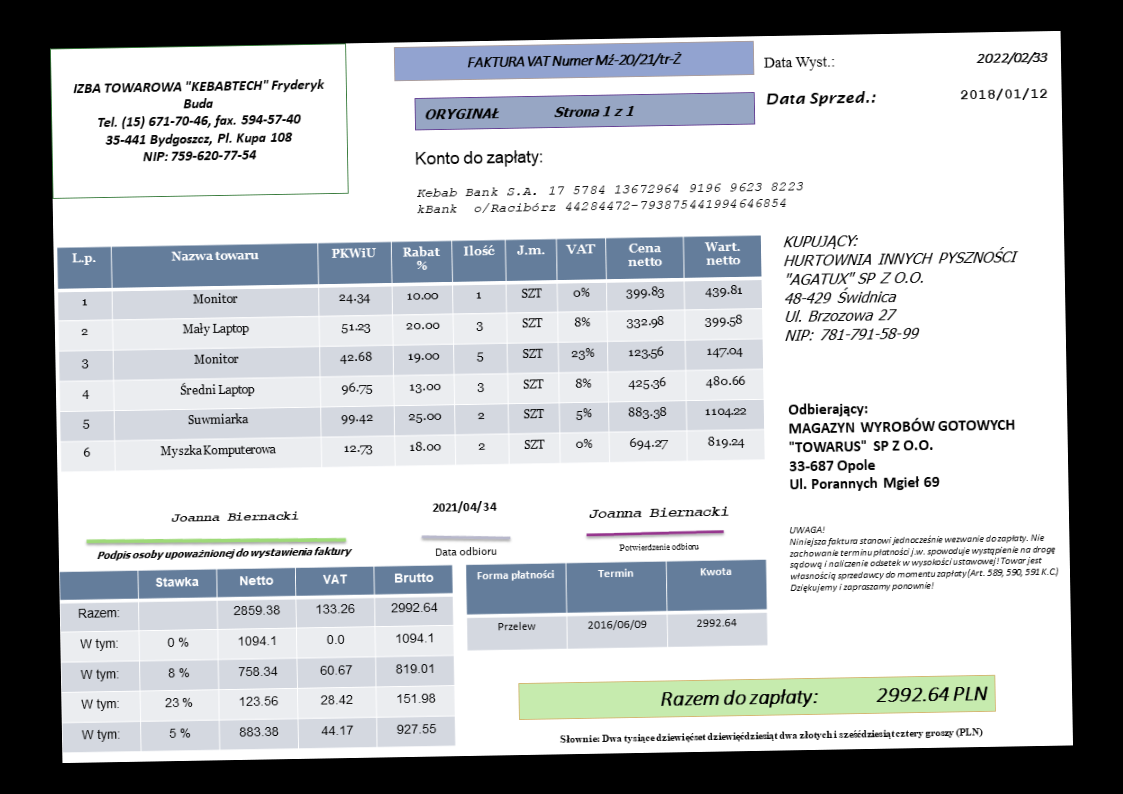 IZBA TOWAROWA "KEBABTECH" Fryderyk
Buda
Tel. (15) 671-70-46, fax. 594-57-40
35-441 Bydgoszcz, Pl. Kupa 108
NIP: 759-620-77-54
FAKTURA VAT Numer Mź-20/21/tr-Ż
ORYGINAŁ Strona 1 z 1
Data Wyst.: 2022/02/33
Data Sprzed.: 2018/01/12
Konto do zapłaty:
Kebab Bank S.A. 17 5784 13672964 9196 9623 8223
kBank o/Racibórz 44284472-793875441994646854
L.p. Nazwa towaru PKWiU Rabat % Ilość J.m. VAT Cena netto Wart. netto
1 Monitor 24.34 10.00 1 SZT 0% 399.83 439.81
2 Mały Laptop 51.23 20.00 3 SZT 8% 332.98 399.58
3 Monitor 42.68 19.00 5 SZT 23% 123.56 147.04
4 Średni Laptop 96.75 13.00 3 SZT 8% 425.36 480.66
5 Suwmiarka 99.42 25.00 2 SZT 5% 883.38 1104.22
6 Myszka Komputerowa 12.73 18.00 2 SZT 0% 694.27 819.24
KUPUJĄCY:
HURTOWNIA INNYCH PYSZNOŚCI
"AGATUX" SP Z O.O.
48-429 Świdnica
Ul. Brzozowa 27
NIP: 781-791-58-99
Odbierający:
MAGAZYN WYROBÓW GOTOWYCH
"TOWARUS" SP Z O.O.
33-687 Opole
Ul. Porannych Mgieł 69
Joanna Biernacki
Podpis osoby upoważnionej do wystawienia faktury
2021/04/34
Data odbioru
Joanna Biernacki
Potwierdzenie odbioru
UWAGA!
Niniejsza faktura stanowi jednocześnie wezwanie do zapłaty. Nie
zachowanie terminu płatności j.w. spowoduje wystąpienie na drogę
sądową i naliczenie odsetek w wysokości ustawowej! Towar jest
własnością sprzedawcy do momentu zapłaty (Art. 589, 590, 591 K.C.)
Dziękujemy i zapraszamy ponownie!
Stawka Netto VAT Brutto
Razem: 2859.38 133.26 2992.64
W tym: 0 % 1094.1 0.0 1094.1
W tym: 8 % 758.34 60.67 819.01
W tym: 23 % 123.56 28.42 151.98
W tym: 5 % 883.38 44.17 927.55
Forma płatności Termin Kwota
Przelew 2016/06/09 2992.64
Razem do zapłaty: 2992.64 PLN
Słownie: Dwa tysiące dziewięćset dziewięćdziesiąt dwa złotych i sześćdziesiąt cztery groszy (PLN)